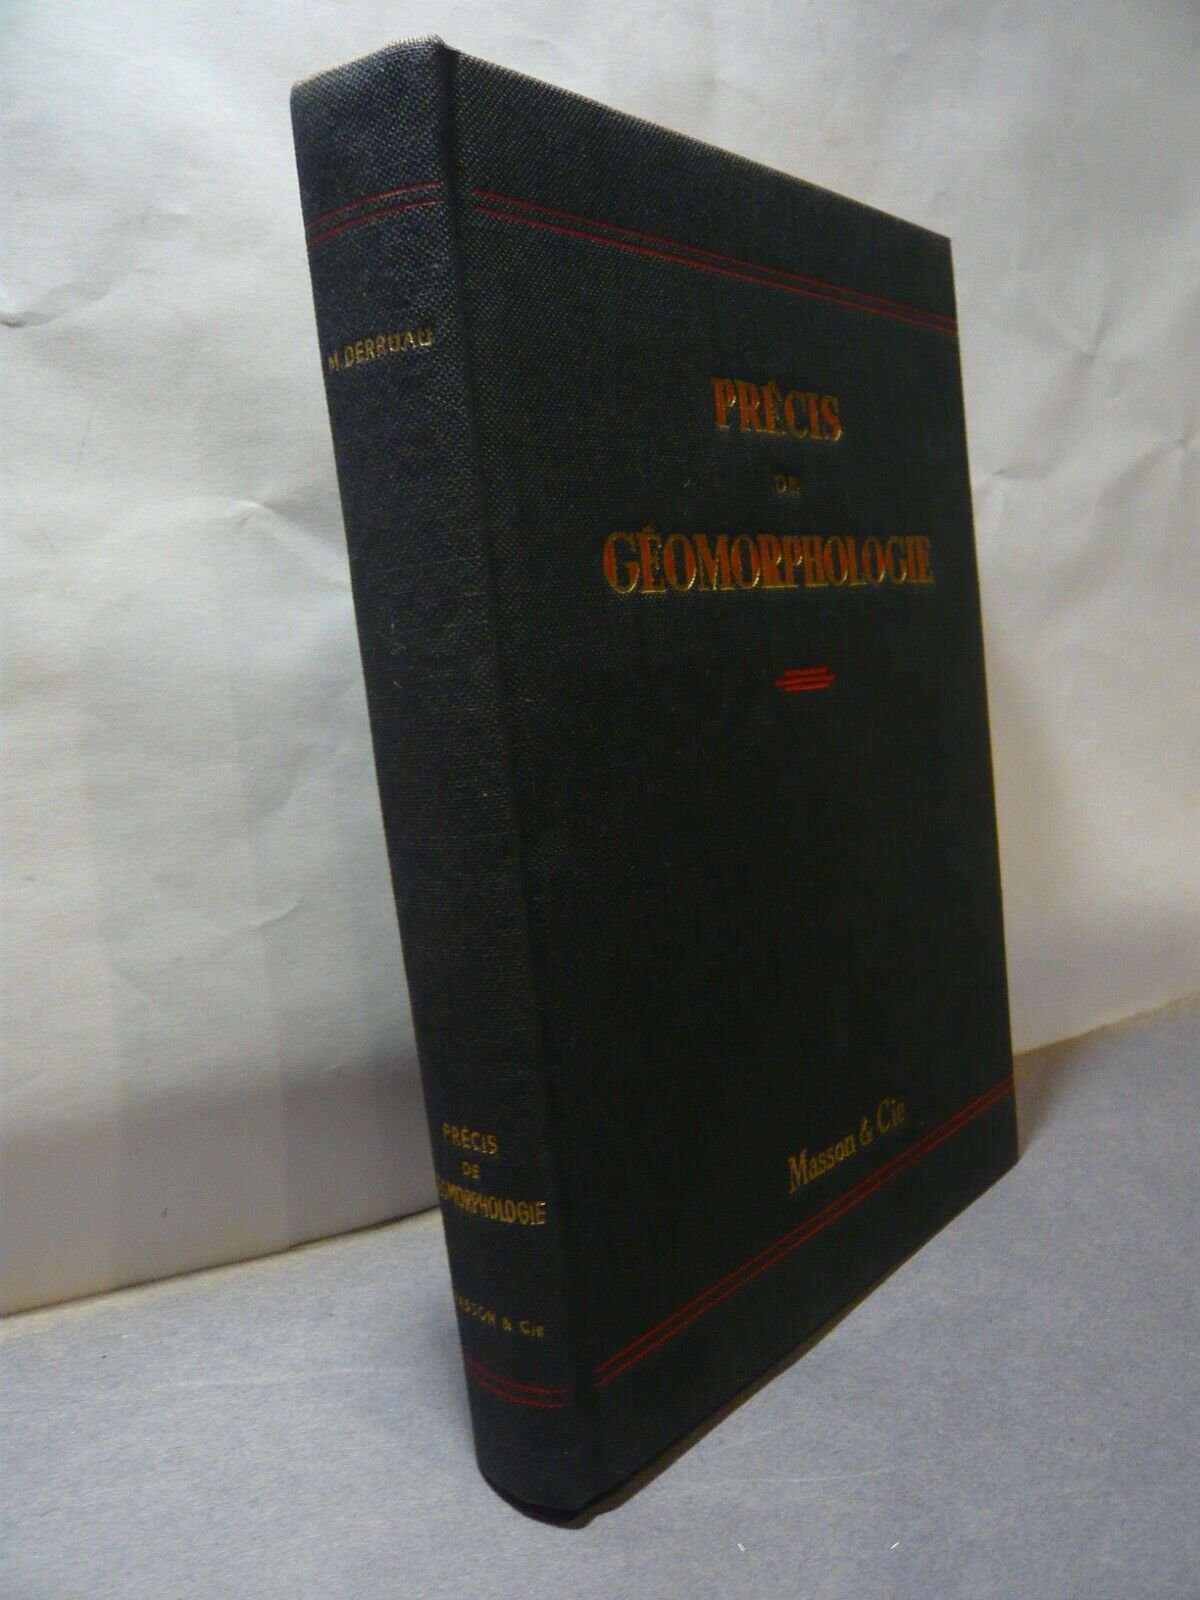 M. DERRUAU
PRÉCIS
DE
GÉOMORPHOLOGIE
MASSON & Cie
PRÉCIS
DE
GÉOMORPHOLOGIE
Masson & Cie